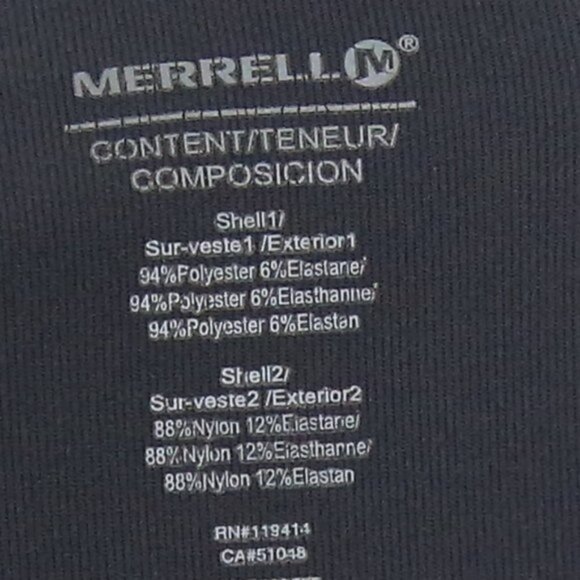 MERRELL M®
CONTENT/TENEUR/
COMPOSICION
Shell1/
Sur-veste1 /Exterior1
94%Polyester 6%Elastane/
94%Polyester 6%Elasthanne/
94%Polyester 6%Elastan
Shell2/
Sur-veste2 /Exterior2
88%Nylon 12%Elastane/
88%Nylon 12%Elasthanne/
88%Nylon 12%Elastan
RN#119414
CA#51048